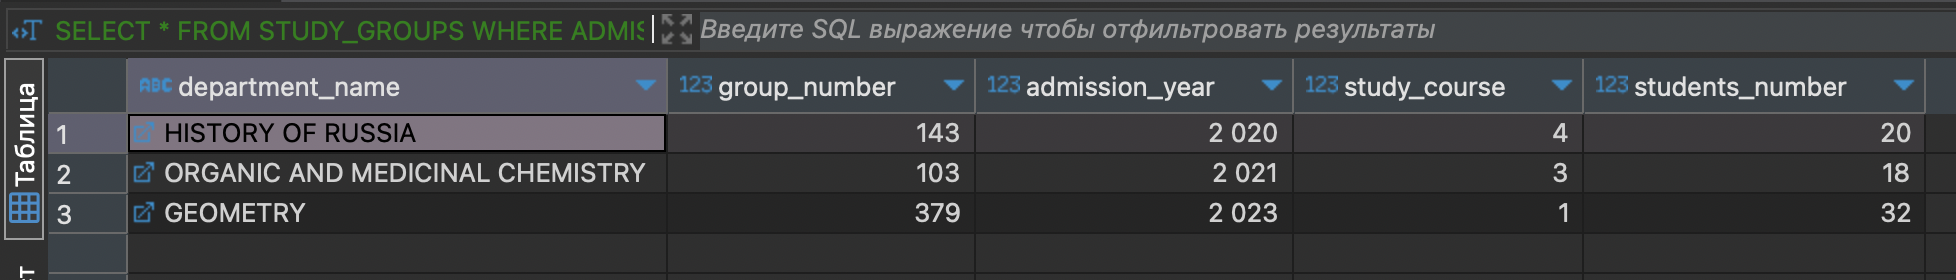 SELECT * FROM STUDY_GROUPS WHERE ADMIS Введите SQL выражение чтобы отфильтровать результаты
Таблица
ABC department_name 123 group_number 123 admission_year 123 study_course 123 students_number
1 HISTORY OF RUSSIA 143 2 020 4 20
2 ORGANIC AND MEDICINAL CHEMISTRY 103 2 021 3 18
3 GEOMETRY 379 2 023 1 32